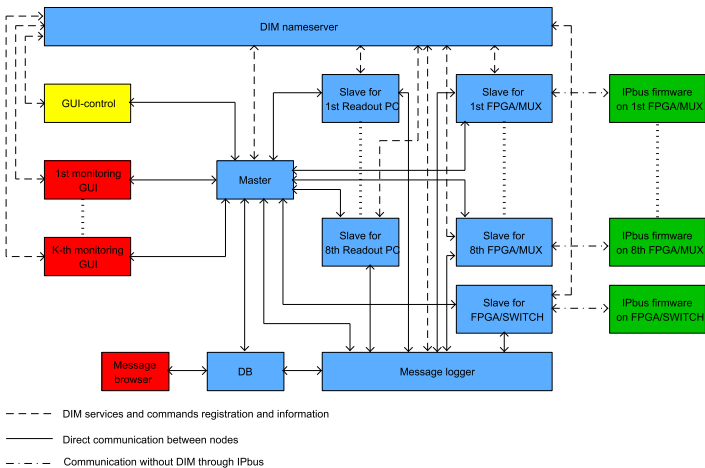 DIM nameserver
GUI-control
Slave for
1st Readout PC
Slave for
1st FPGA/MUX
IPbus firmware
on 1st FPGA/MUX
1st monitoring
GUI
Master
K-th monitoring
GUI
Slave for
8th Readout PC
Slave for
8th FPGA/MUX
IPbus firmware
on 8th FPGA/MUX
Slave for
FPGA/SWITCH
IPbus firmware
on FPGA/SWITCH
Message
browser
DB
Message logger
DIM services and commands registration and information
Direct communication between nodes
Communication without DIM through IPbus